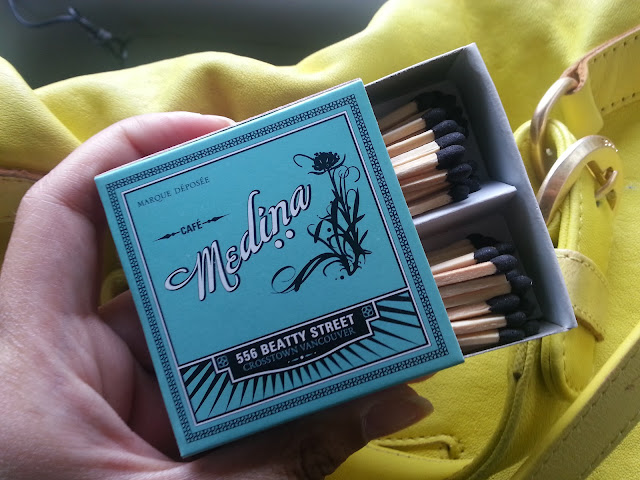 MARQUE DÉPOSÉE
CAFÉ
Medina
556 BEATTY STREET
CROSSTOWN VANCOUVER